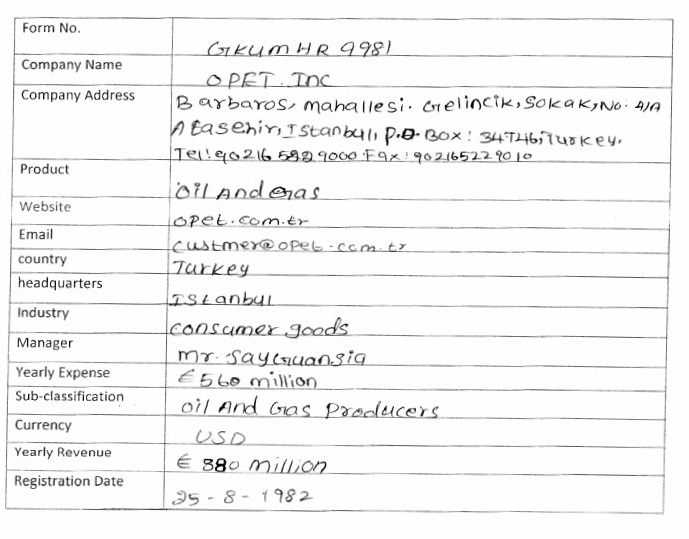 Form No. GKUMHR 9981
Company Name OPET. INC
Company Address Barbaros, mahallesi. Gelincik, Sokak, No: 4/A
Atasehir, Istanbul, P.O. Box: 34746, Turkey.
Tel: 90216 522 9000 Fax: 902165229010
Product Oil And Gas
Website opet.com.tr
Email custmer@opet.com.tr
country Turkey
headquarters Istanbul
Industry consumer goods
Manager mr. Sayguangia
Yearly Expense €560 million
Sub-classification Oil And Gas Producers
Currency USD
Yearly Revenue € 880 million
Registration Date 25-8-1982